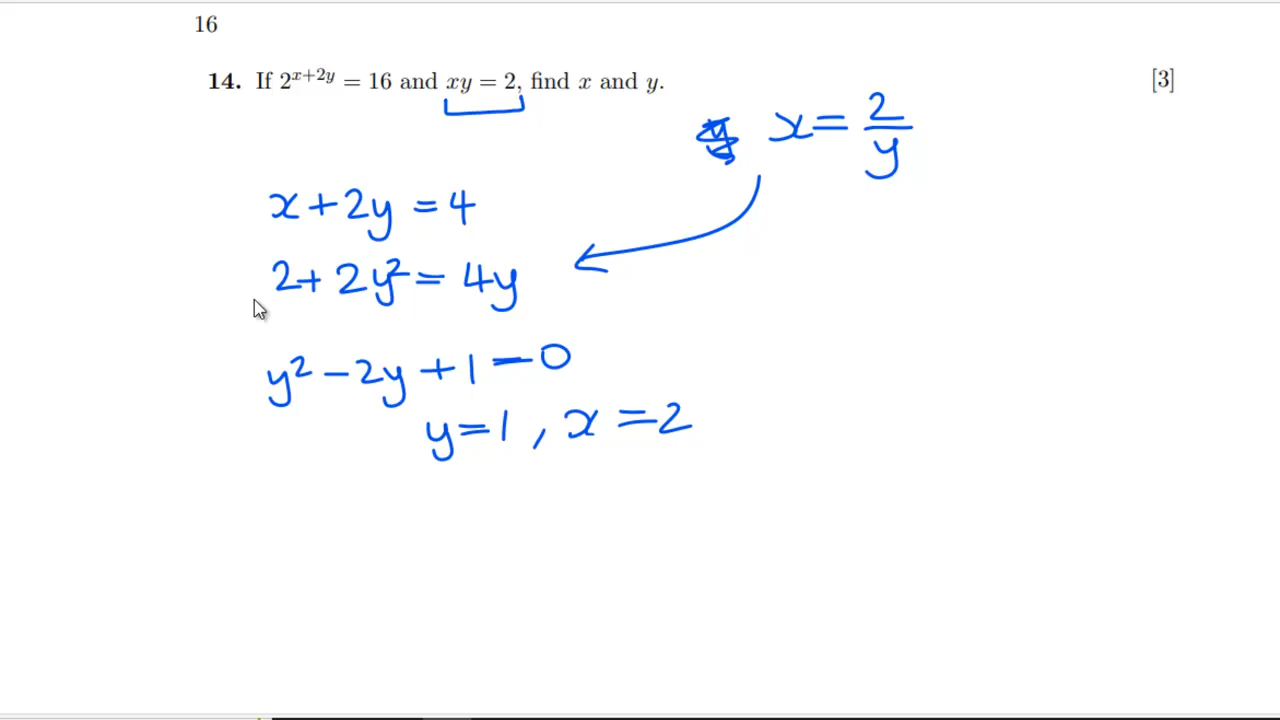 16
14. If 2^{x+2y} = 16 and xy = 2, find x and y. [3]
x = 2/y
x + 2y = 4
2 + 2y² = 4y
y² − 2y + 1 − 0
y = 1 , x = 2